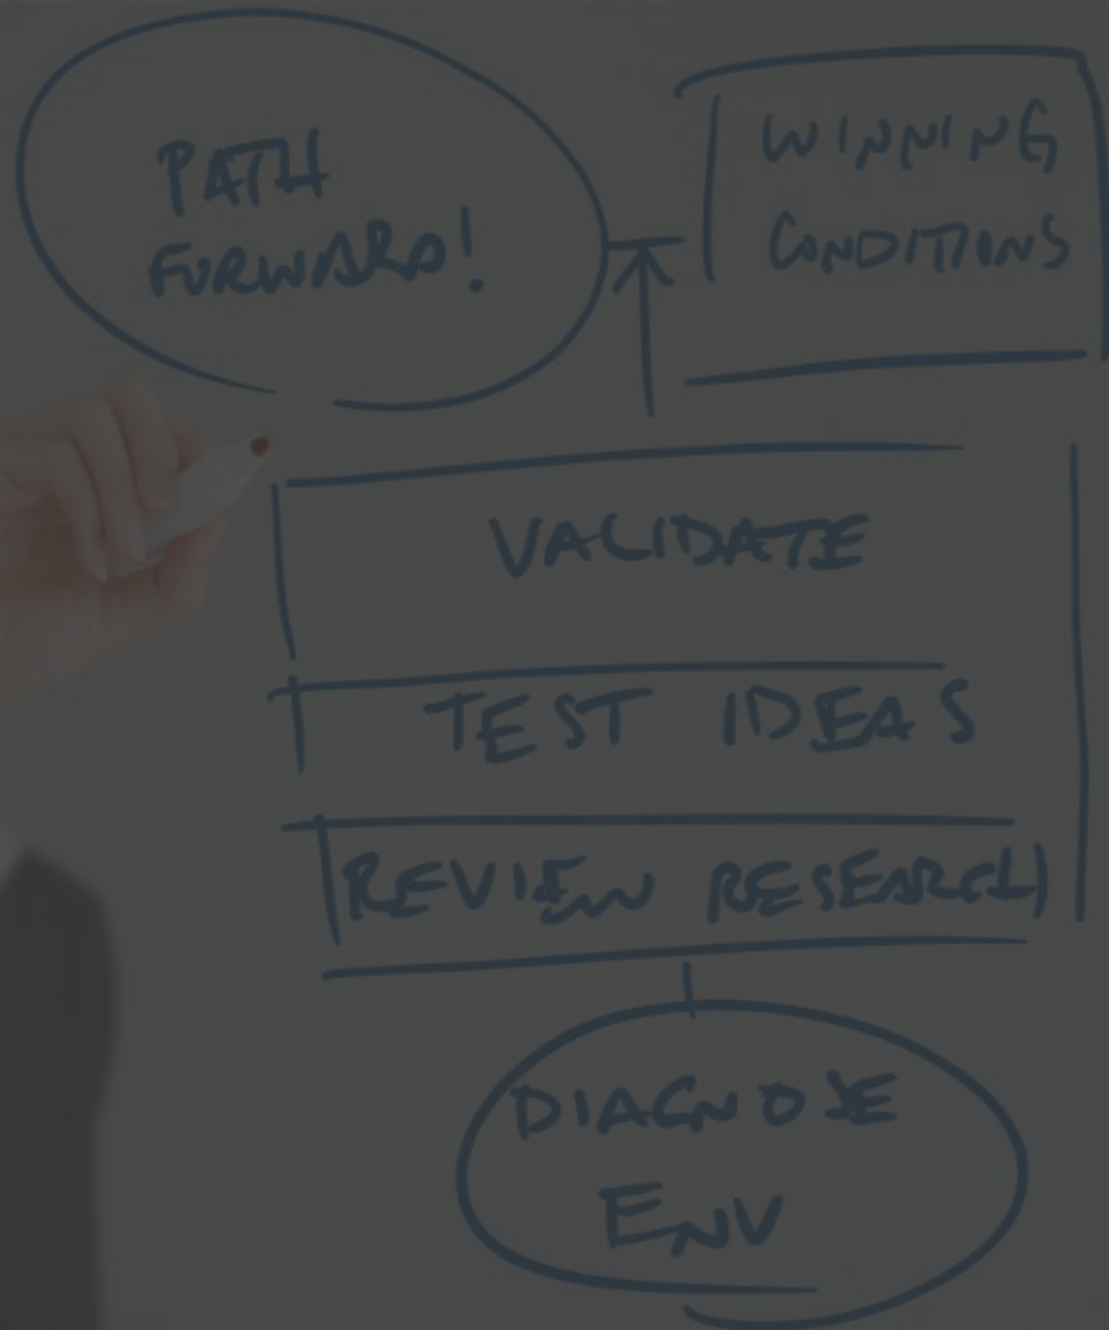 PATH
FORWARD!
WINNING
CONDITIONS
VALIDATE
TEST IDEAS
REVIEW RESEARCH
DIAGNOSE
ENV